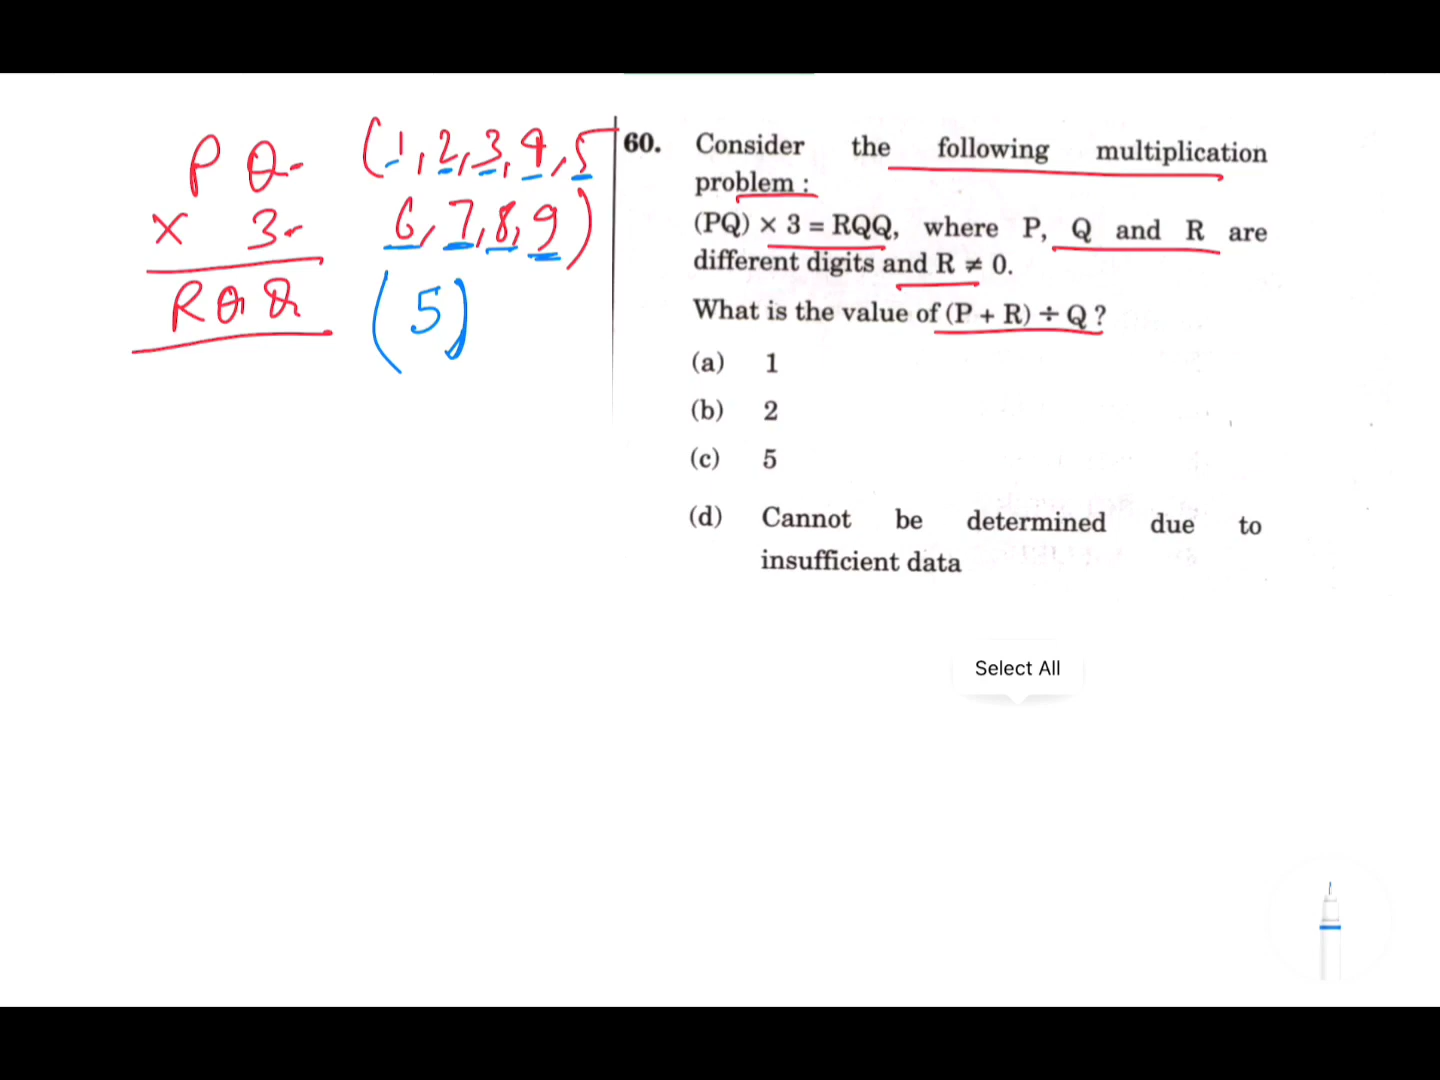 P Q
× 3
R Q Q
(1, 2, 3, 4, 5
6, 7, 8, 9)
(5)
60. Consider the following multiplication
problem :
(PQ) × 3 = RQQ, where P, Q and R are
different digits and R ≠ 0.
What is the value of (P + R) ÷ Q ?
(a) 1
(b) 2
(c) 5
(d) Cannot be determined due to
insufficient data
Select All